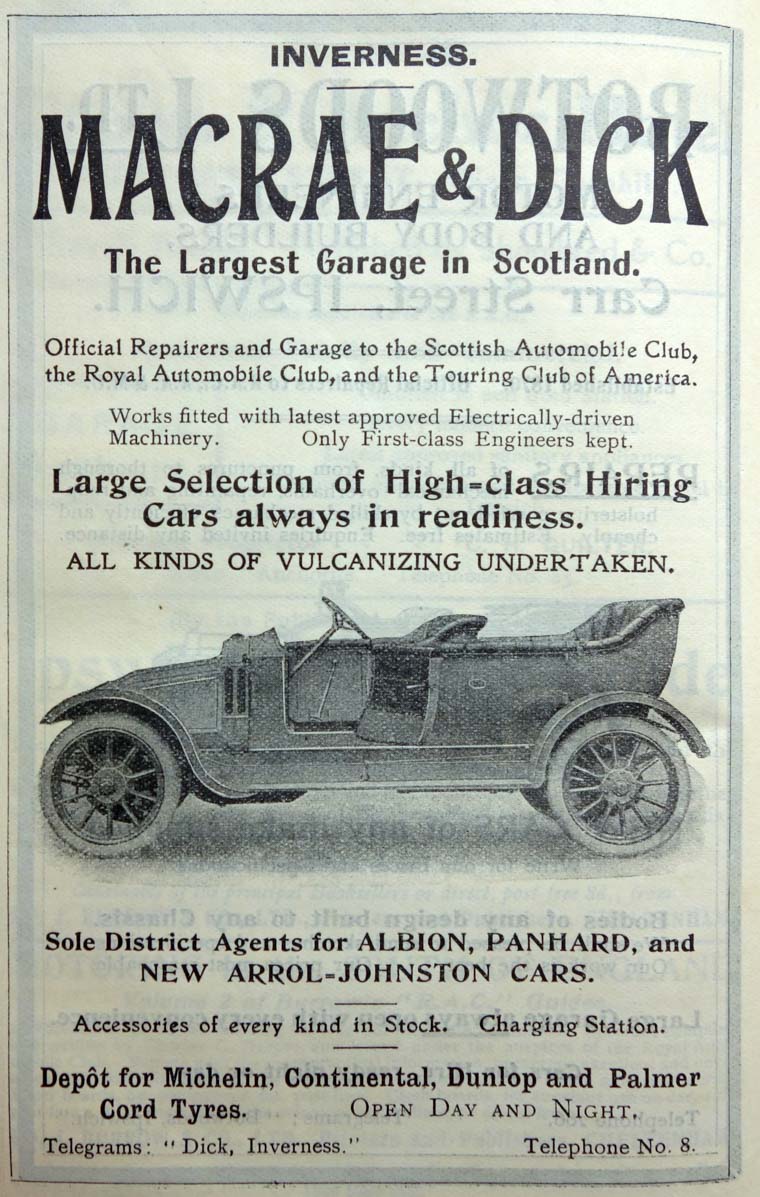 INVERNESS.
MACRAE & DICK
The Largest Garage in Scotland.
Official Repairers and Garage to the Scottish Automobile Club,
the Royal Automobile Club, and the Touring Club of America.
Works fitted with latest approved Electrically-driven
Machinery. Only First-class Engineers kept.
Large Selection of High-class Hiring
Cars always in readiness.
ALL KINDS OF VULCANIZING UNDERTAKEN.
Sole District Agents for ALBION, PANHARD, and
NEW ARROL-JOHNSTON CARS.
Accessories of every kind in Stock. Charging Station.
Depôt for Michelin, Continental, Dunlop and Palmer
Cord Tyres. OPEN DAY AND NIGHT.
Telegrams: "Dick, Inverness." Telephone No. 8.